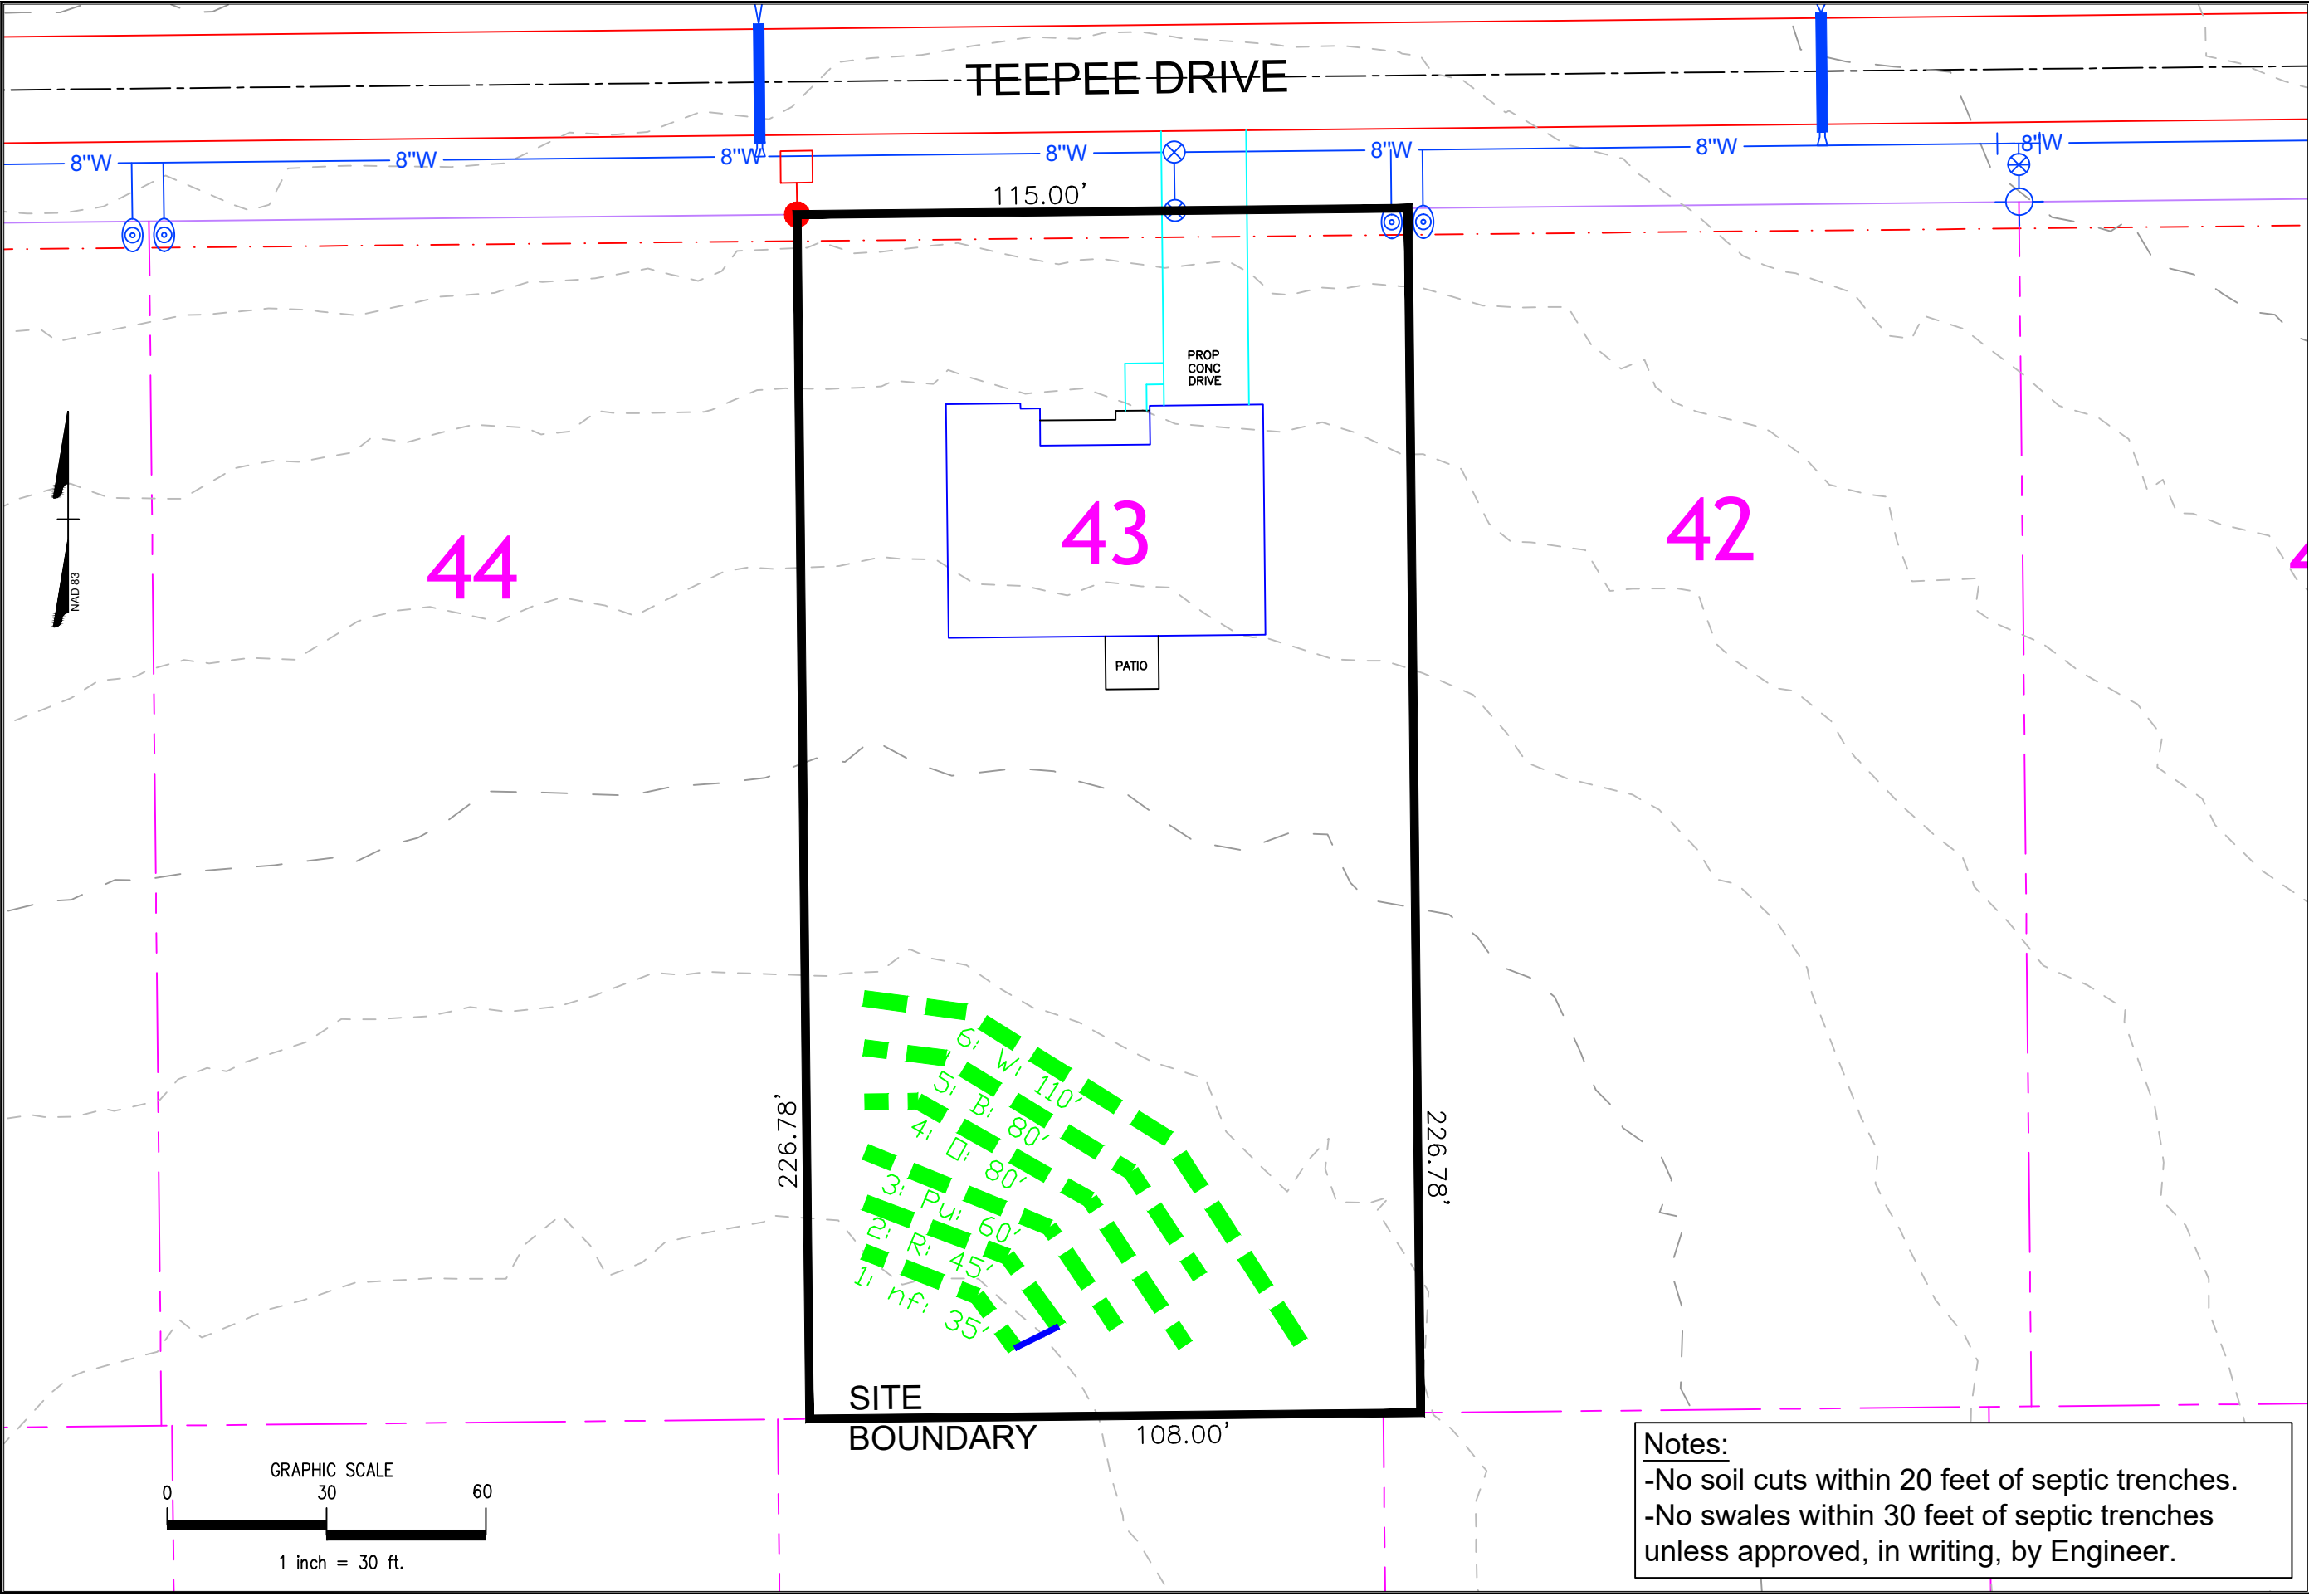 TEEPEE DRIVE
8"W 8"W 8"W 8"W 8"W 8"W 8"W
115.00'
PROP
CONC
DRIVE
44
43
42
4
NAD 83
PATIO
6: W: 110'
5: B: 80'
4: O: 80'
3: Pu: 60'
2: R: 45'
1: nf: 35'
226.78'
226.78'
SITE
BOUNDARY
108.00'
GRAPHIC SCALE
0 30 60
1 inch = 30 ft.
Notes:
-No soil cuts within 20 feet of septic trenches.
-No swales within 30 feet of septic trenches
unless approved, in writing, by Engineer.